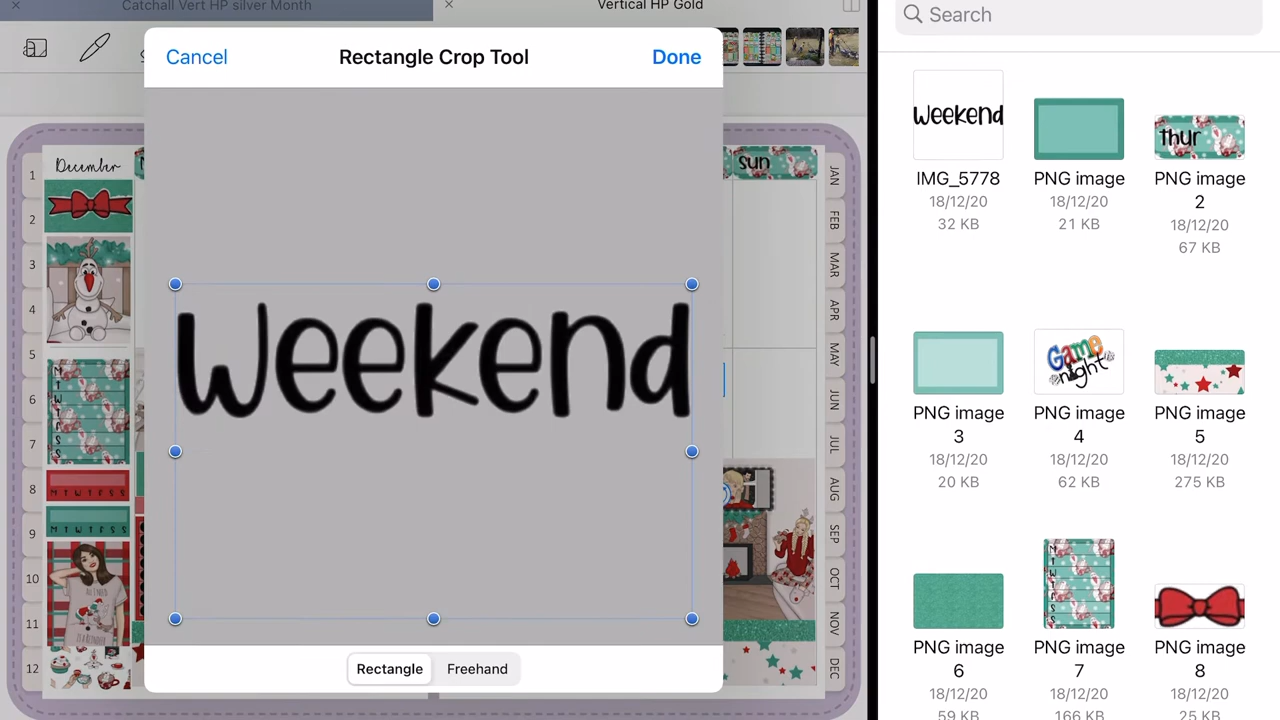 Catchall Vert HP silver Month
Vertical HP Gold
Cancel
Rectangle Crop Tool
Done
Weekend
Rectangle
Freehand
December
sun
1
2
3
4
5
6
7
8
9
10
11
12
M
T
W
T
F
S
S
M T W T F S S
M T W T F S S
JAN
FEB
MAR
APR
MAY
JUN
JUL
AUG
SEP
OCT
NOV
DEC
Search
Weekend
IMG_5778
18/12/20
32 KB
PNG image
18/12/20
21 KB
thur
PNG image
2
18/12/20
67 KB
PNG image
3
18/12/20
20 KB
Game
night
PNG image
4
18/12/20
62 KB
PNG image
5
18/12/20
275 KB
PNG image
6
18/12/20
59 KB
M
T
W
T
F
S
S
PNG image
7
18/12/20
166 KB
PNG image
8
18/12/20
25 KB